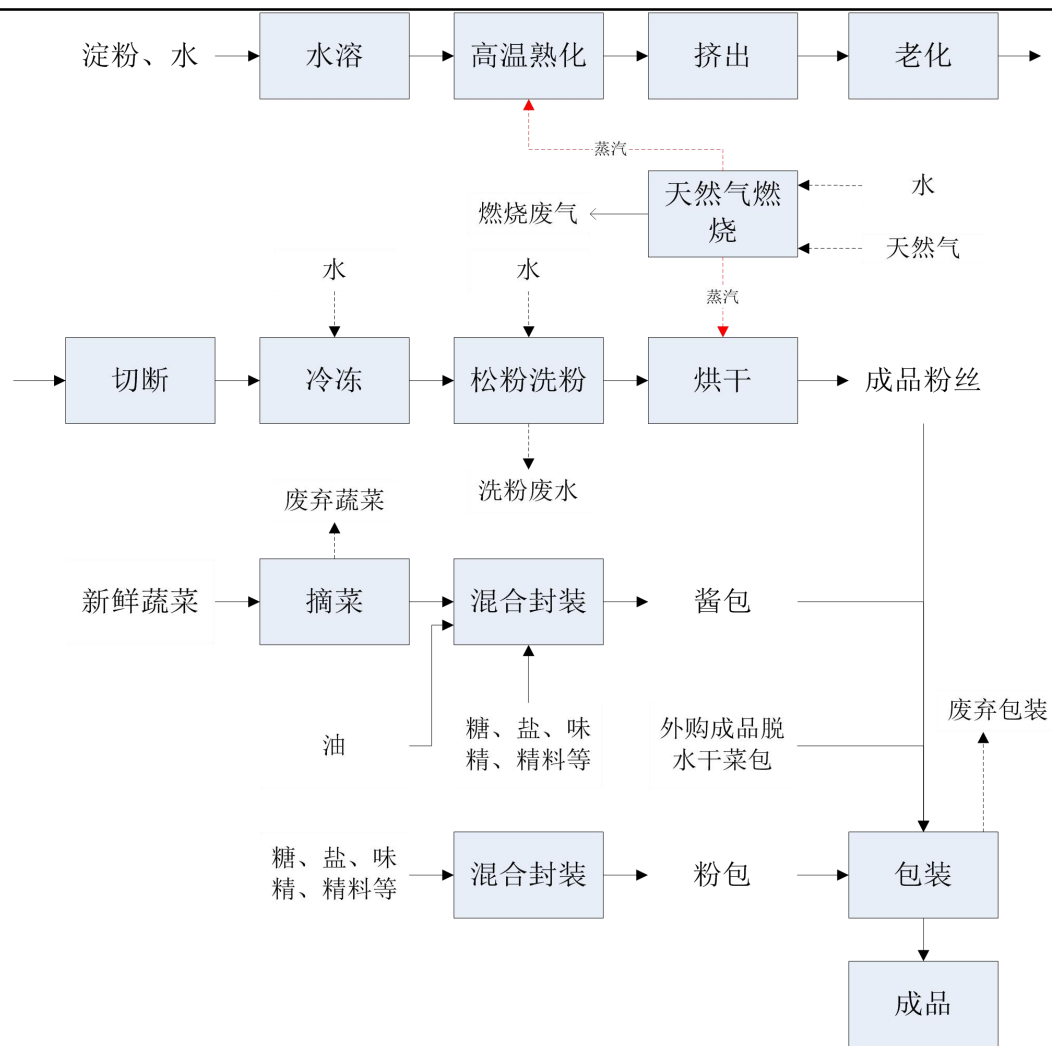 淀粉、水
水溶
高温熟化
挤出
老化
蒸汽
天然气燃
烧
水
燃烧废气
天然气
水
水
蒸汽
切断
冷冻
松粉洗粉
烘干
成品粉丝
废弃蔬菜
洗粉废水
新鲜蔬菜
摘菜
混合封装
酱包
油
糖、盐、味
精、精料等
外购成品脱
水干菜包
废弃包装
糖、盐、味
精、精料等
混合封装
粉包
包装
成品